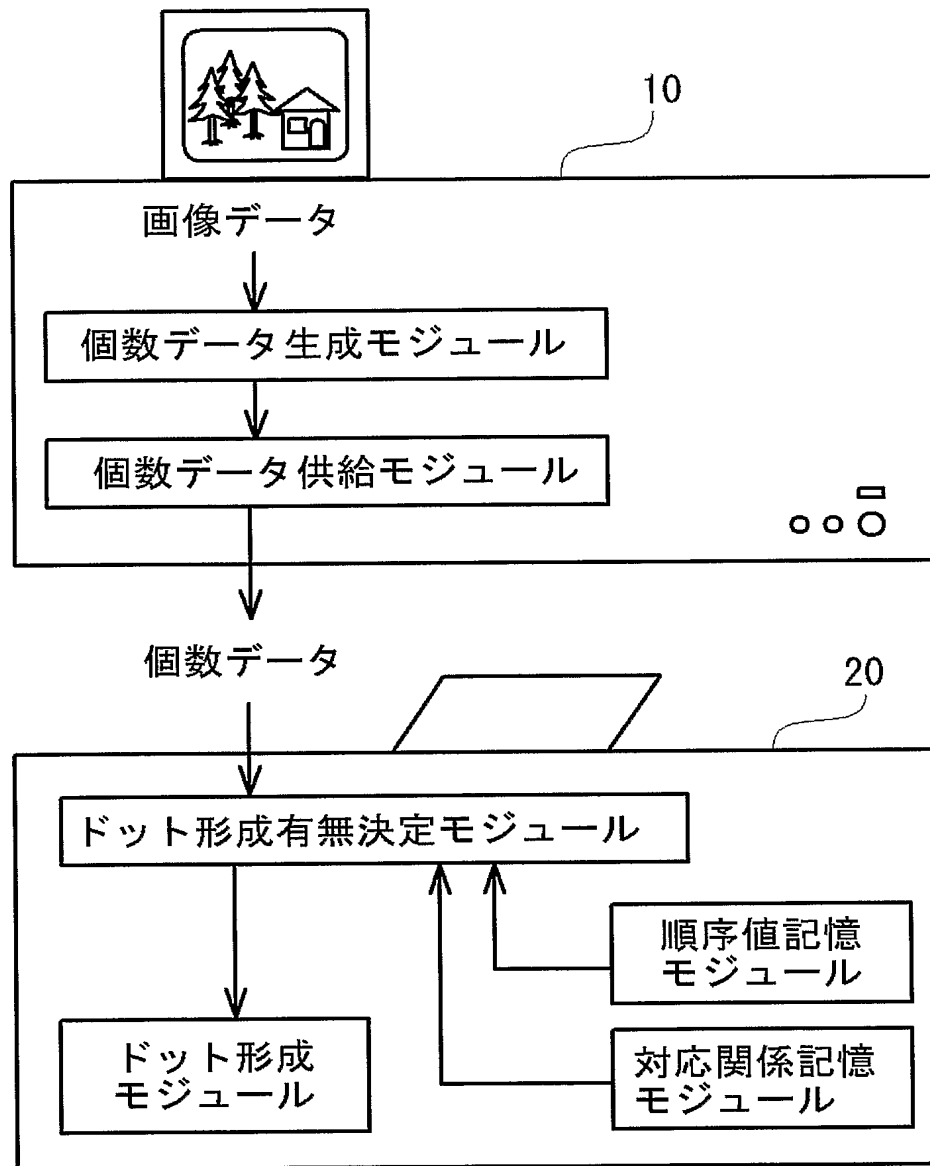 10
画像データ
個数データ生成モジュール
個数データ供給モジュール
個数データ
20
ドット形成有無決定モジュール
順序値記憶
モジュール
ドット形成
モジュール
対応関係記憶
モジュール